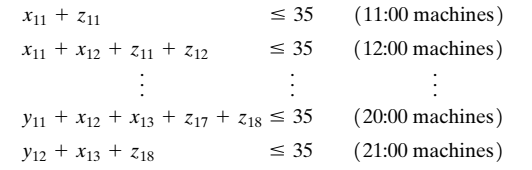 x₁₁ + z₁₁ ≤ 35 (11:00 machines)
x₁₁ + x₁₂ + z₁₁ + z₁₂ ≤ 35 (12:00 machines)
⋮ ⋮ ⋮
y₁₁ + x₁₂ + x₁₃ + z₁₇ + z₁₈ ≤ 35 (20:00 machines)
y₁₂ + x₁₃ + z₁₈ ≤ 35 (21:00 machines)